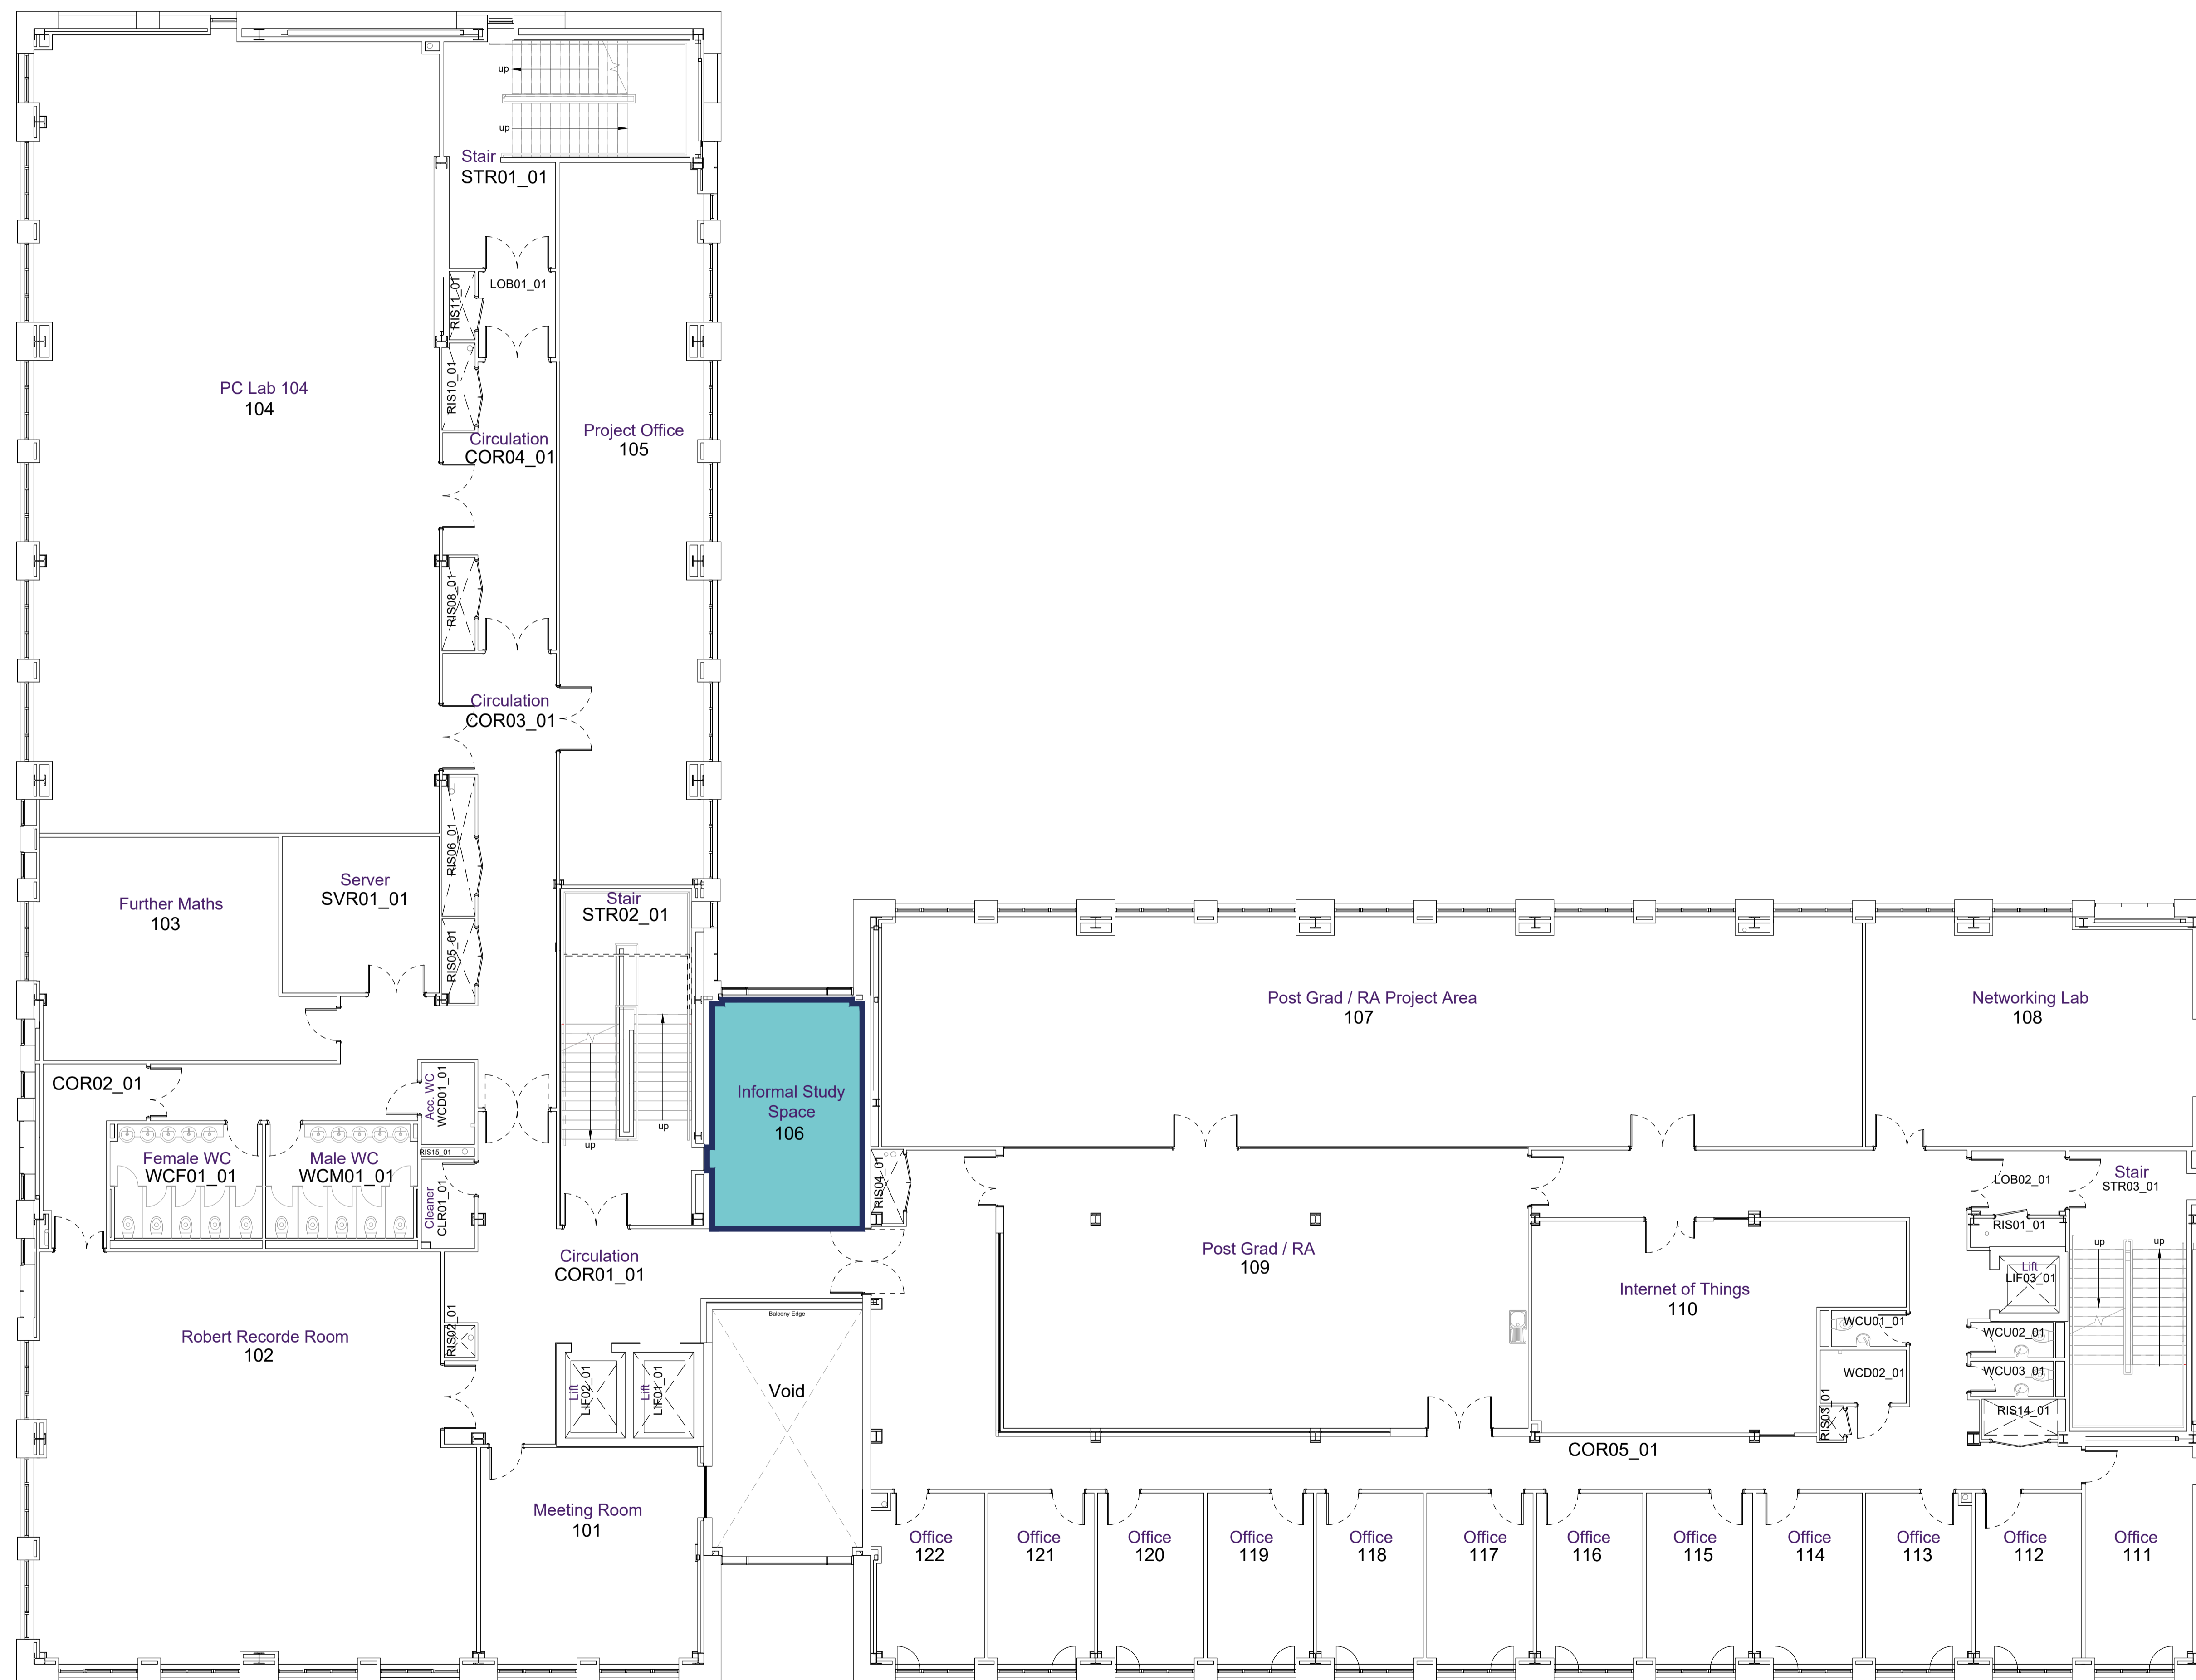 up
up
Stair
STR01_01
LOB01_01
RIS11_01
RIS10_01
PC Lab 104
104
Circulation
COR04_01
Project Office
105
RIS08_01
Circulation
COR03_01
RIS06_01
Server
SVR01_01
Further Maths
103
Stair
STR02_01
RIS05_01
up
up
Informal Study
Space
106
Post Grad / RA Project Area
107
Networking Lab
108
COR02_01
Acc. WC
WCD01_01
RIS15_01
Female WC
WCF01_01
Male WC
WCM01_01
Cleaner
CLR01_01
RIS04_01
LOB02_01
Stair
STR03_01
RIS01_01
up
up
Lift
LIF03_01
Circulation
COR01_01
Post Grad / RA
109
Internet of Things
110
Balcony Edge
RIS02_01
Robert Recorde Room
102
WCU01_01
WCU02_01
WCD02_01
WCU03_01
Lift
LIF02_01
Lift
LIF01_01
Void
RIS03_01
RIS14_01
COR05_01
Meeting Room
101
Office
122
Office
121
Office
120
Office
119
Office
118
Office
117
Office
116
Office
115
Office
114
Office
113
Office
112
Office
111